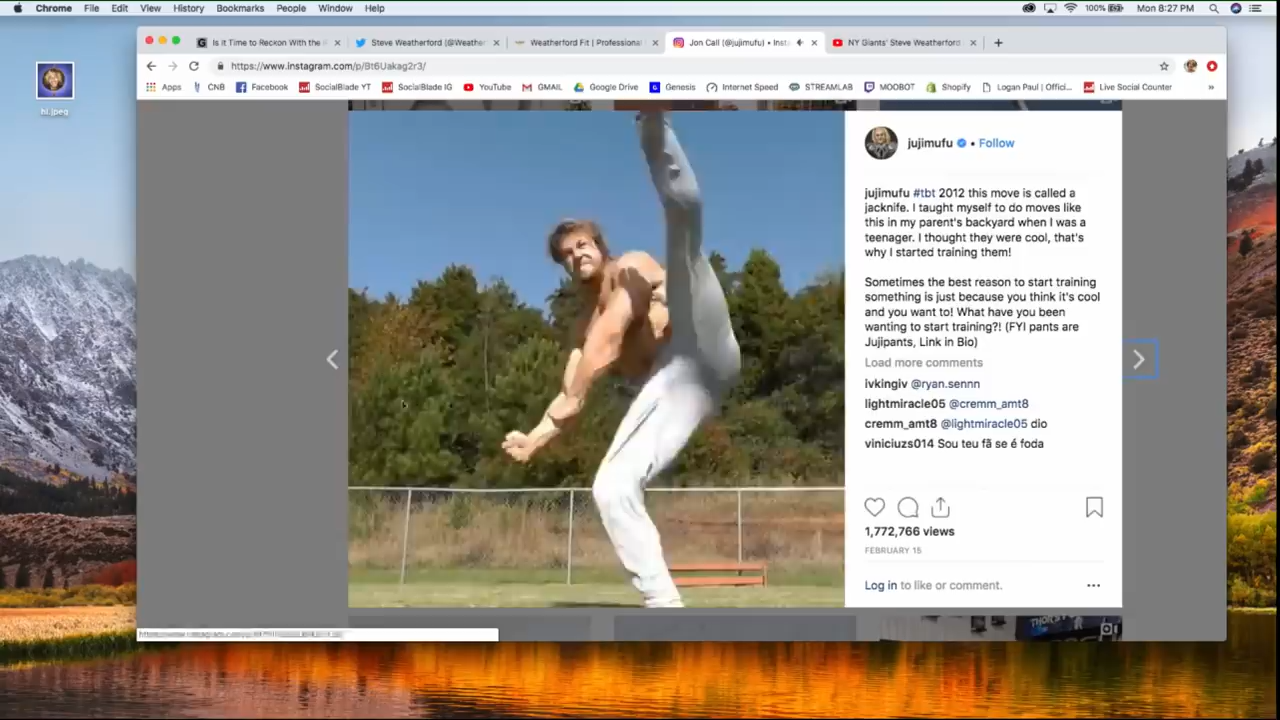 Chrome File Edit View History Bookmarks People Window Help 100% Mon 8:27 PM
hi.jpeg
Is it Time to Reckon With the Steve Weatherford (@Weather Weatherford Fit | Professional Jon Call (@jujimufu) • Inst NY Giants' Steve Weatherford
https://www.instagram.com/p/Bt6Uakag2r3/
Apps CNB Facebook SocialBlade YT SocialBlade IG YouTube GMAIL Google Drive Genesis Internet Speed STREAMLAB MOOBOT Shopify Logan Paul | Offici... Live Social Counter »
jujimufu • Follow
jujimufu #tbt 2012 this move is called a
jacknife. I taught myself to do moves like
this in my parent's backyard when I was a
teenager. I thought they were cool, that's
why I started training them!
Sometimes the best reason to start training
something is just because you think it's cool
and you want to! What have you been
wanting to start training?! (FYI pants are
Jujipants, Link in Bio)
Load more comments
ivkingiv @ryan.sennn
lightmiracle05 @cremm_amt8
cremm_amt8 @lightmiracle05 dio
viniciuzs014 Sou teu fã se é foda
1,772,766 views
FEBRUARY 15
Log in to like or comment.